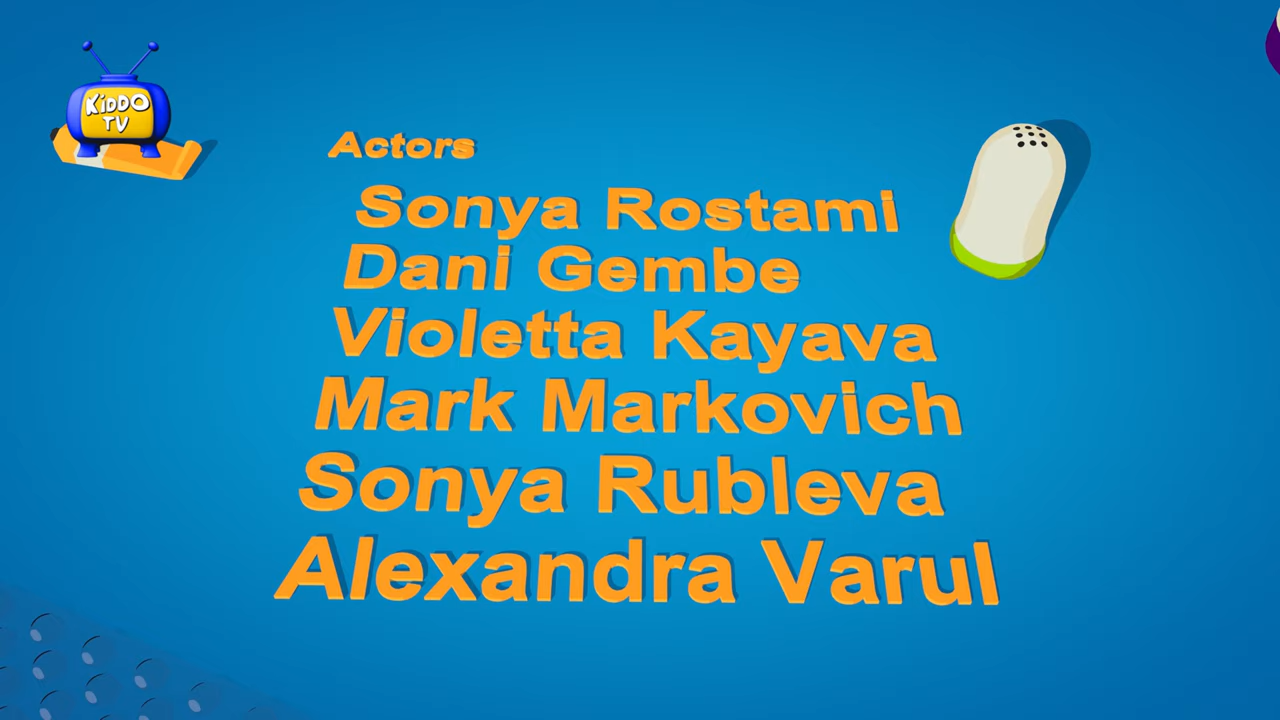 KiDDO
TV
Actors
Sonya Rostami
Dani Gembe
Violetta Kayava
Mark Markovich
Sonya Rubleva
Alexandra Varul